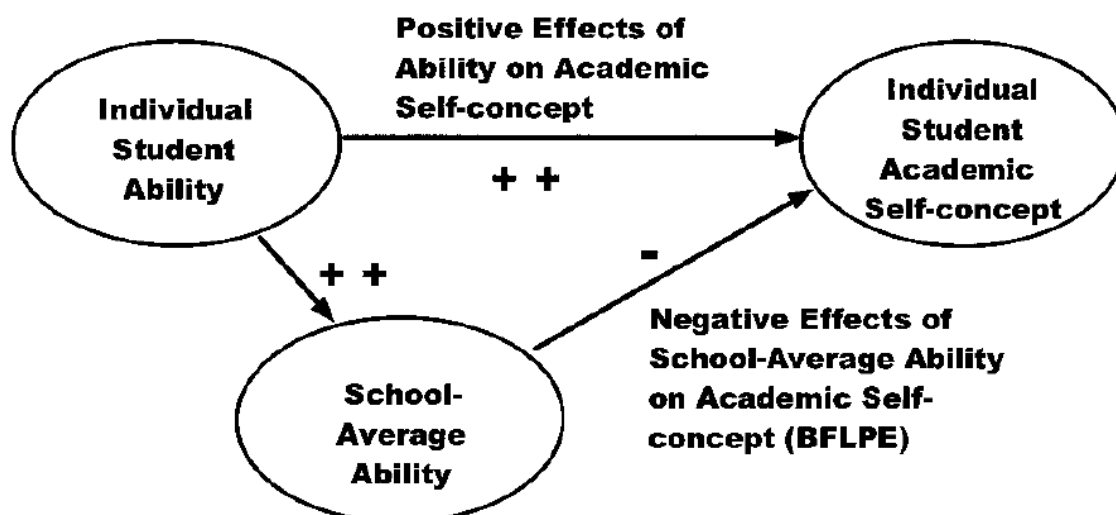 Positive Effects of
Ability on Academic
Self-concept
Individual
Student
Ability
+ +
Individual
Student
Academic
Self-concept
+ +
-
Negative Effects of
School-Average Ability
on Academic Self-
concept (BFLPE)
School-
Average
Ability